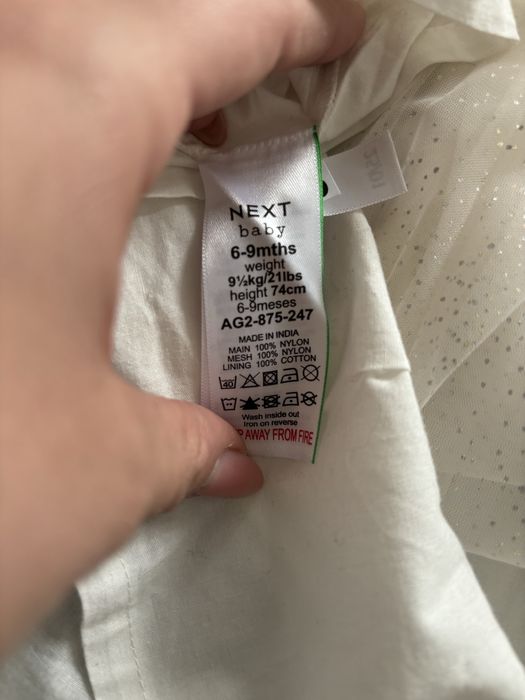 NEXT
baby
6-9mths
weight
9½kg/21lbs
height 74cm
6-9meses
AG2-875-247
MADE IN INDIA
MAIN 100% NYLON
MESH 100% NYLON
LINING 100% COTTON
40
Wash inside out
Iron on reverse
AWAY FROM FIRE